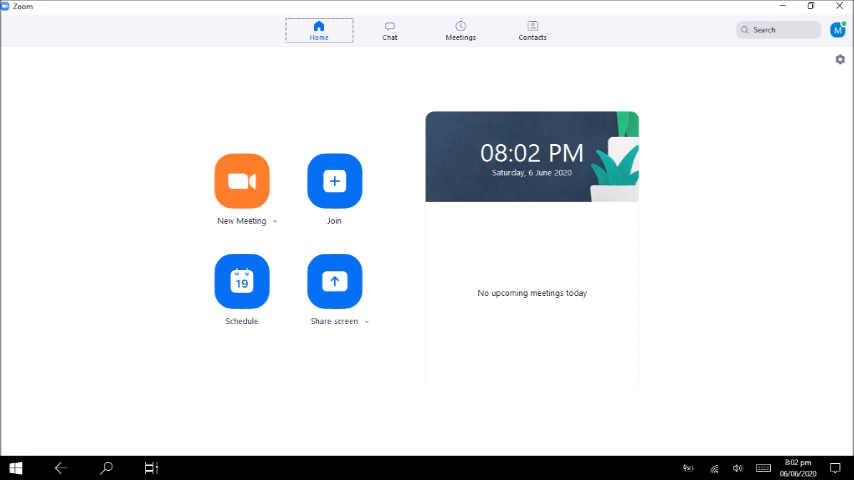 Zoom
Home
Chat
Meetings
Contacts
Search
M
08:02 PM
Saturday, 6 June 2020
New Meeting
Join
19
Schedule
Share screen
No upcoming meetings today
8:02 pm
06/06/2020